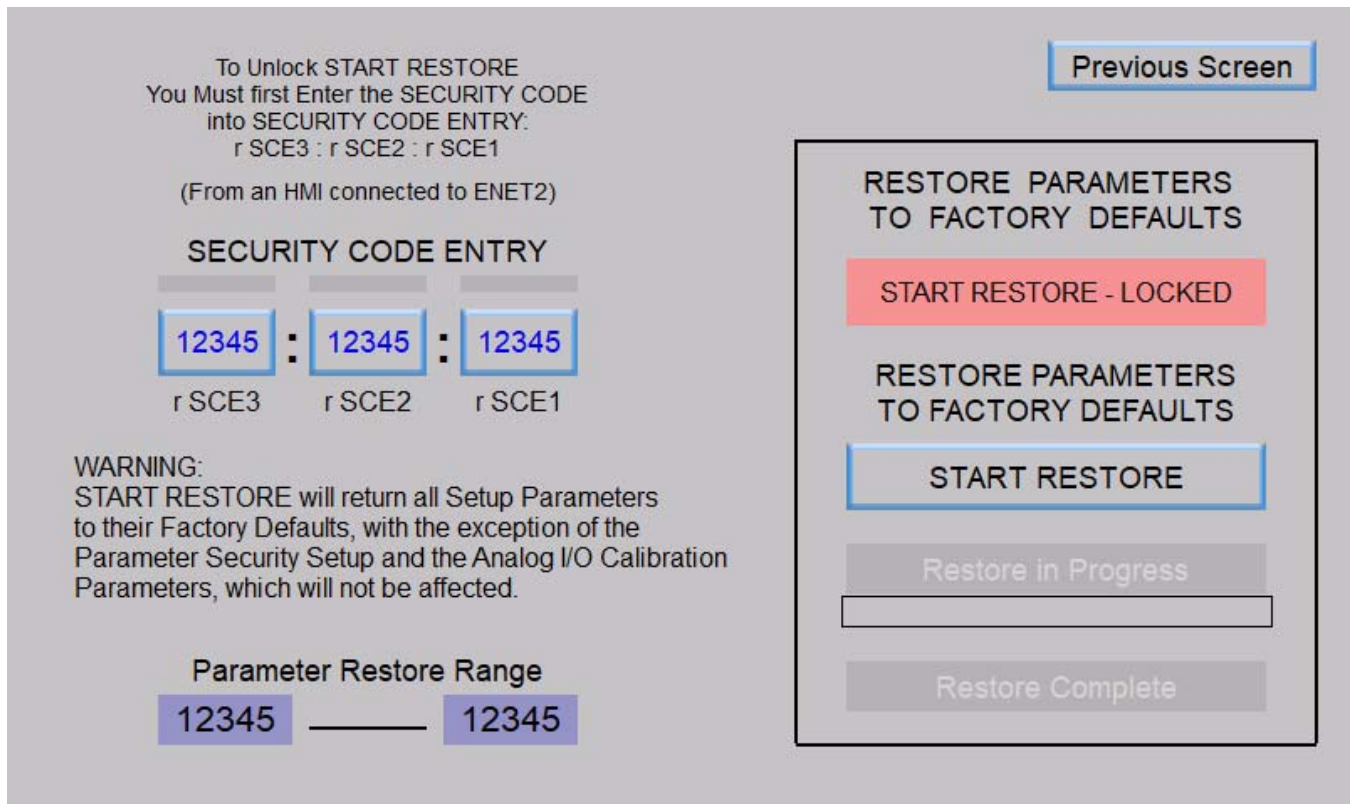 To Unlock START RESTORE
You Must first Enter the SECURITY CODE
into SECURITY CODE ENTRY:
r SCE3 : r SCE2 : r SCE1
(From an HMI connected to ENET2)
SECURITY CODE ENTRY
12345 : 12345 : 12345
r SCE3 r SCE2 r SCE1
WARNING:
START RESTORE will return all Setup Parameters
to their Factory Defaults, with the exception of the
Parameter Security Setup and the Analog I/O Calibration
Parameters, which will not be affected.
Parameter Restore Range
12345 ____ 12345
Previous Screen
RESTORE PARAMETERS
TO FACTORY DEFAULTS
START RESTORE - LOCKED
RESTORE PARAMETERS
TO FACTORY DEFAULTS
START RESTORE
Restore in Progress
Restore Complete